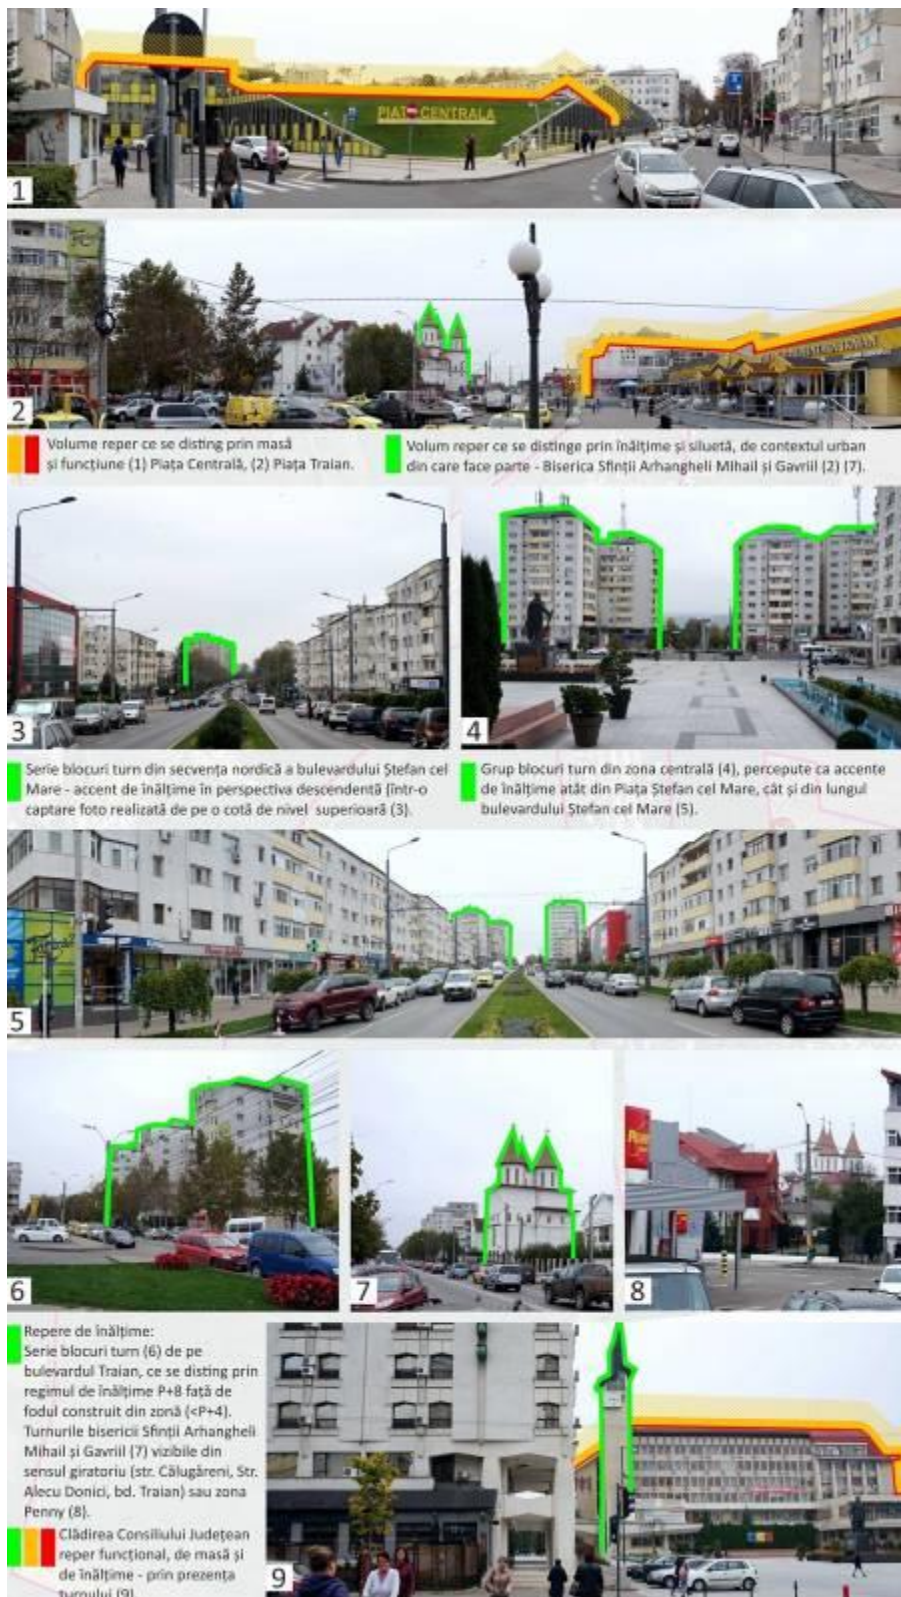 PIAȚA CENTRALĂ
1
2
Volume reper ce se disting prin masă
și funcțiune (1) Piața Centrală, (2) Piața Traian.
Volum reper ce se distinge prin înălțime și siluetă, de contextul urban
din care face parte - Biserica Sfinții Arhangheli Mihail și Gavriil (2) (7).
3
4
Serie blocuri turn din secvența nordică a bulevardului Ștefan cel
Mare - accent de înălțime în perspectiva descendentă (într-o
captare foto realizată de pe o cotă de nivel superioară (3).
Grup blocuri turn din zona centrală (4), percepute ca accente
de înălțime atât din Piața Ștefan cel Mare, cât și din lungul
bulevardului Ștefan cel Mare (5).
5
6
7
8
Repere de înălțime:
Serie blocuri turn (6) de pe
bulevardul Traian, ce se disting prin
regimul de înălțime P+8 față de
fodul construit din zonă (<P+4).
Turnurile bisericii Sfinții Arhangheli
Mihail și Gavriil (7) vizibile din
sensul giratoriu (str. Călugăreni, Str.
Alecu Donici, bd. Traian) sau zona
Penny (8).
Clădirea Consiliului Județean
reper funcțional, de masă și
de înălțime - prin prezența
turnului (9)
9